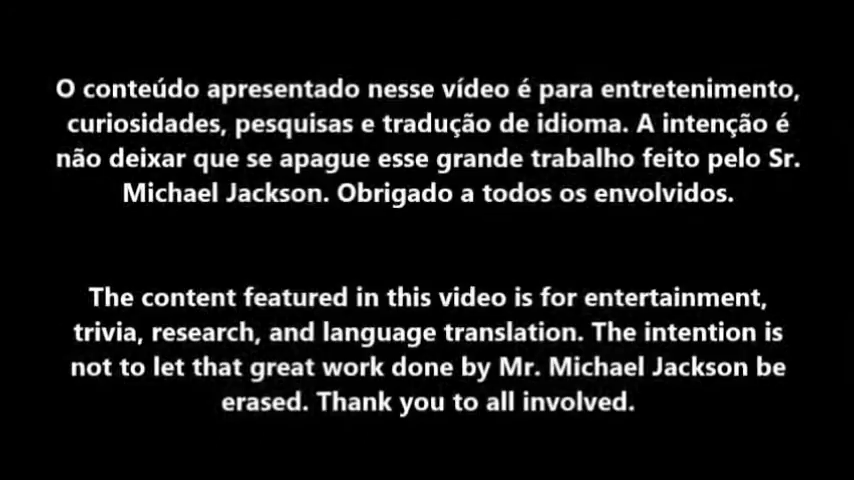 O conteúdo apresentado nesse vídeo é para entretenimento,
curiosidades, pesquisas e tradução de idioma. A intenção é
não deixar que se apague esse grande trabalho feito pelo Sr.
Michael Jackson. Obrigado a todos os envolvidos.
The content featured in this video is for entertainment,
trivia, research, and language translation. The intention is
not to let that great work done by Mr. Michael Jackson be
erased. Thank you to all involved.